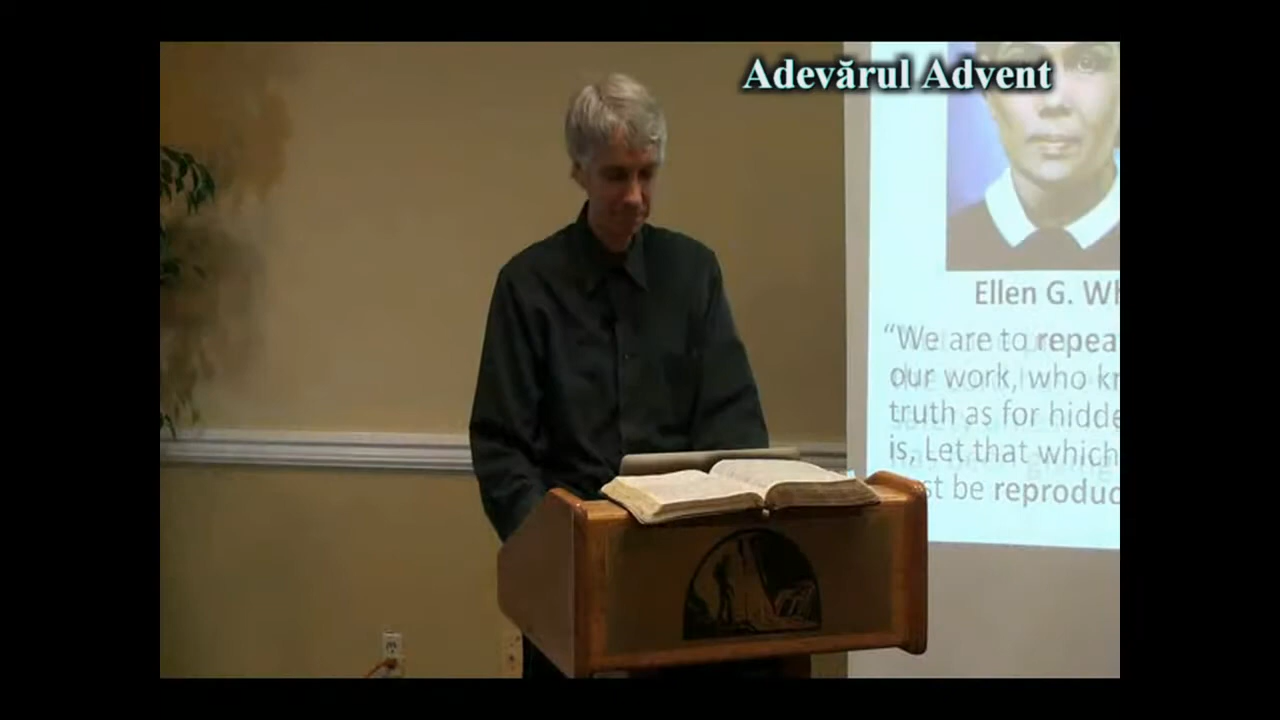 Adevărul Advent
Ellen G. Wh
“We are to repea
our work, who kn
truth as for hidde
is, Let that which
st be reproduc